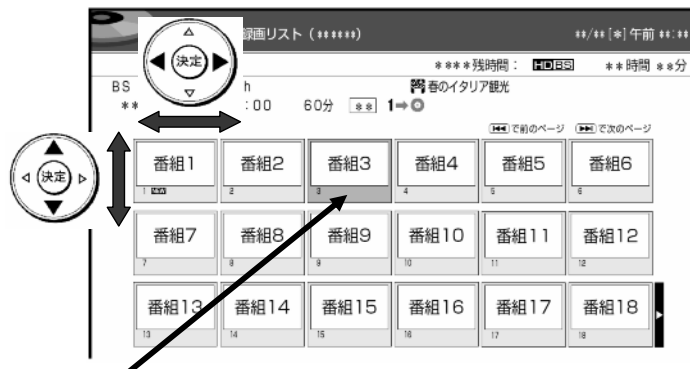 録画リスト (******) **/**[*]午前 **:**
決定
****残時間： HD BS **時間 **分
BS h 春のイタリア観光
** :00 60分 ** 1⇒
⏮で前のページ ⏭で次のページ
決定
番組1 番組2 番組3 番組4 番組5 番組6
1 NEW 2 3 4 5 6
番組7 番組8 番組9 番組10 番組11 番組12
7 8 9 10 11 12
番組13 番組14 番組15 番組16 番組17 番組18
13 14 15 16 17 18